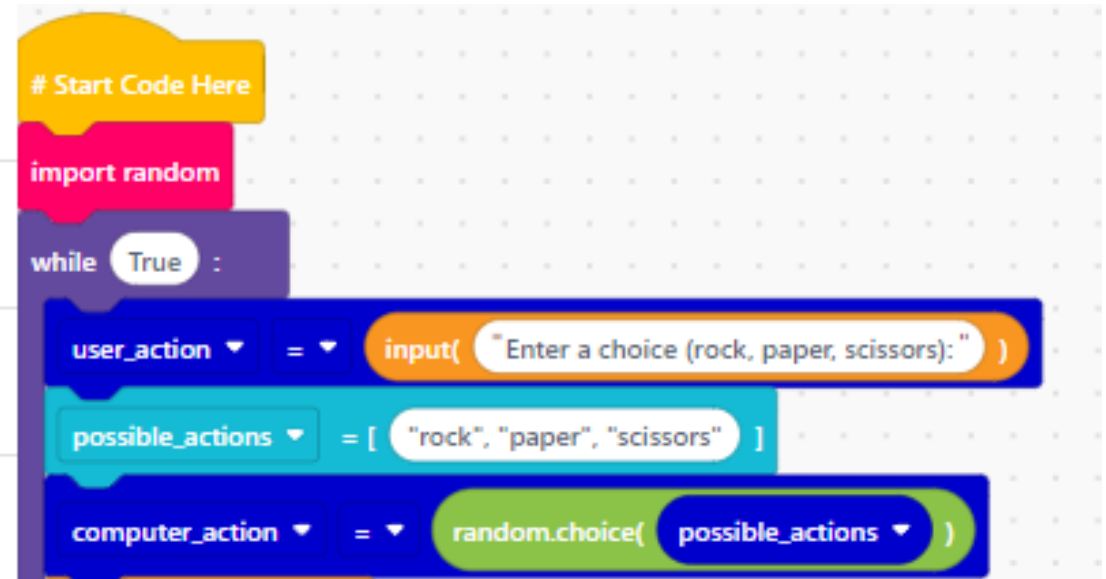 # Start Code Here
import random
while True :
user_action = input( "Enter a choice (rock, paper, scissors): " )
possible_actions = [ "rock", "paper", "scissors" ]
computer_action = random.choice( possible_actions )